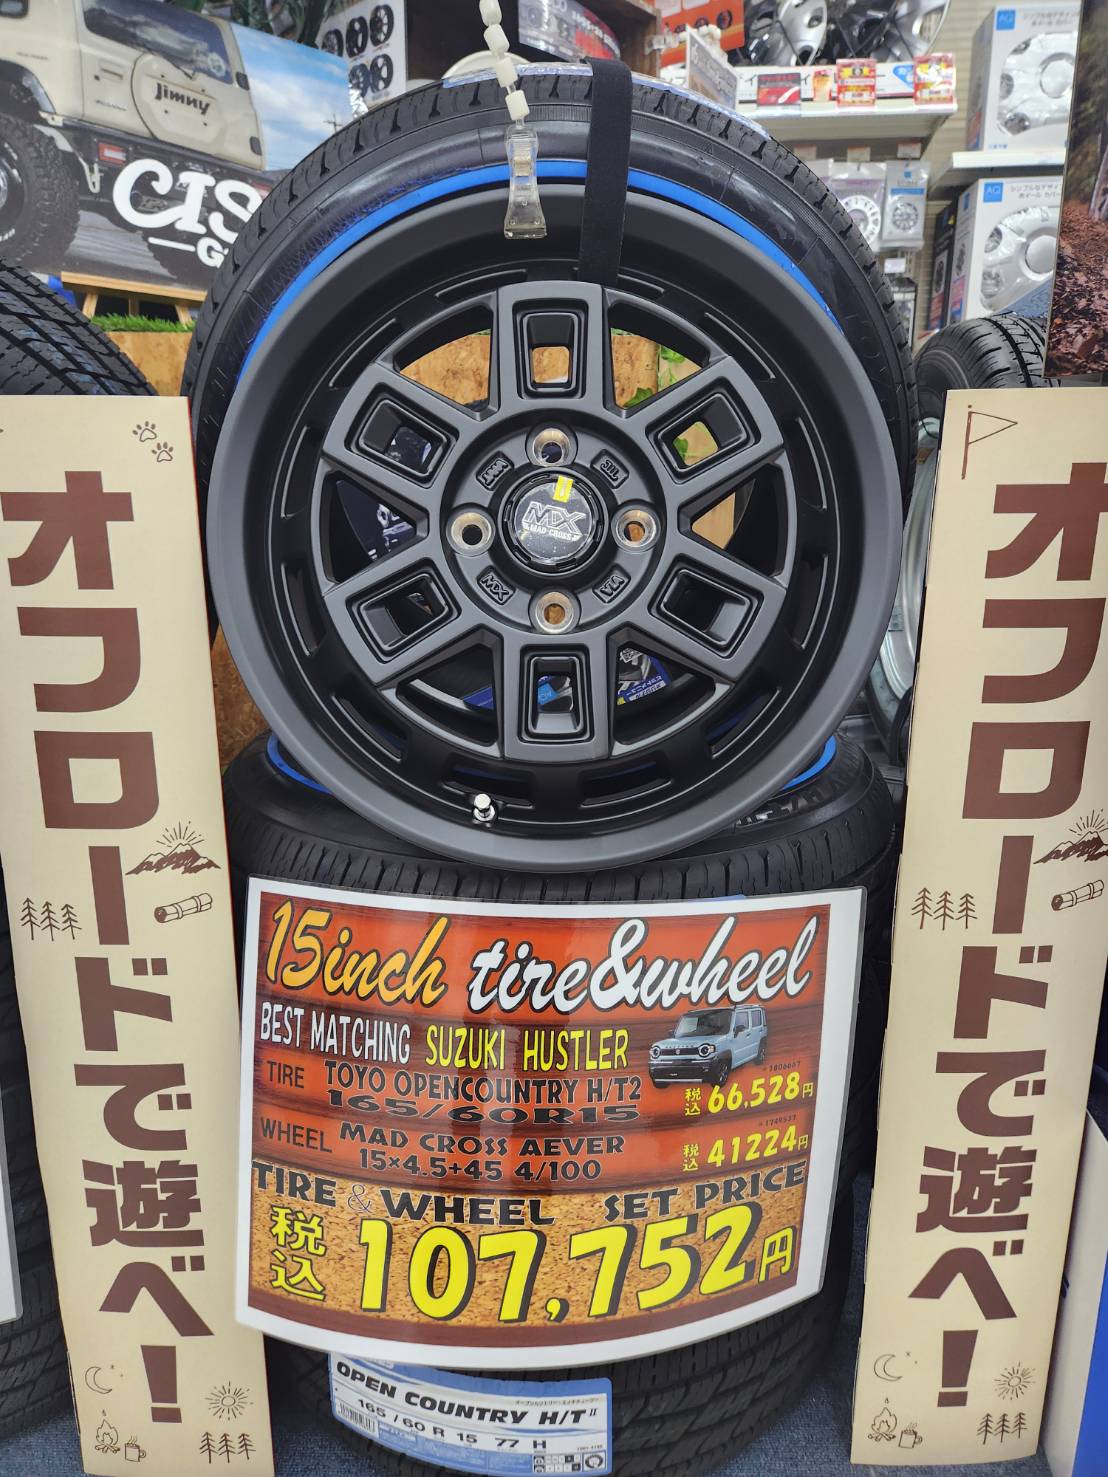 Jimny
CIS
オフロードで遊べ!
オフロードで遊べ!
MX
MAD CROSS
MX
15inch tire&wheel
BEST MATCHING SUZUKI HUSTLER
TIRE TOYO OPENCOUNTRY H/T2
165/60R15
税込 66,528円
WHEEL MAD CROSS AEVER
15×4.5+45 4/100
税込 41224円
TIRE & WHEEL SET PRICE
税込 107,752円
OPEN COUNTRY H/T II
165 / 60 R 15 77 H